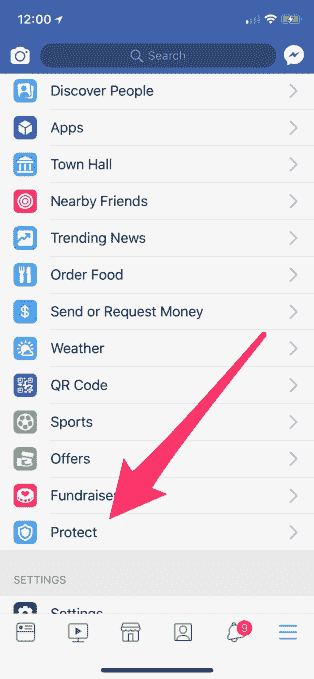 12:00
Search
Discover People
Apps
Town Hall
Nearby Friends
Trending News
Order Food
Send or Request Money
Weather
QR Code
Sports
Offers
Fundraise
Protect
SETTINGS
Settings
9